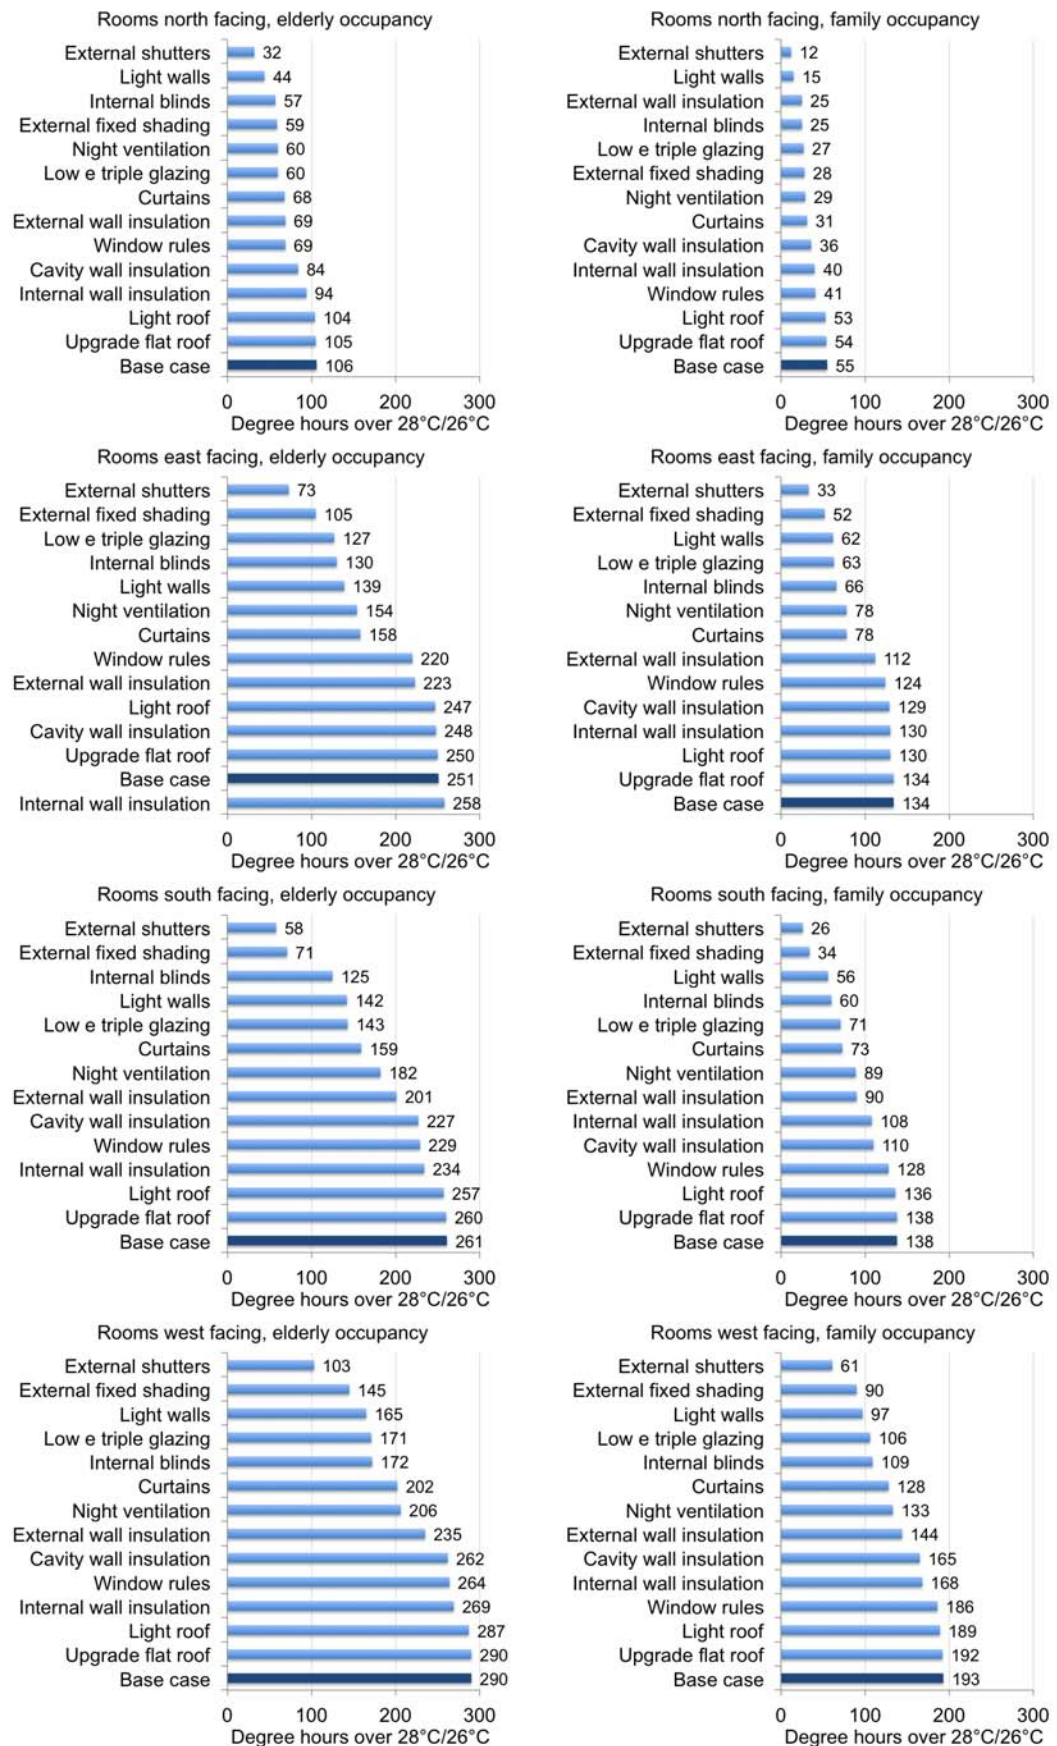 Rooms north facing, elderly occupancy
External shutters 32
Light walls 44
Internal blinds 57
External fixed shading 59
Night ventilation 60
Low e triple glazing 60
Curtains 68
External wall insulation 69
Window rules 69
Cavity wall insulation 84
Internal wall insulation 94
Light roof 104
Upgrade flat roof 105
Base case 106
0 100 200 300
Degree hours over 28°C/26°C
Rooms north facing, family occupancy
External shutters 12
Light walls 15
External wall insulation 25
Internal blinds 25
Low e triple glazing 27
External fixed shading 28
Night ventilation 29
Curtains 31
Cavity wall insulation 36
Internal wall insulation 40
Window rules 41
Light roof 53
Upgrade flat roof 54
Base case 55
0 100 200 300
Degree hours over 28°C/26°C
Rooms east facing, elderly occupancy
External shutters 73
External fixed shading 105
Low e triple glazing 127
Internal blinds 130
Light walls 139
Night ventilation 154
Curtains 158
Window rules 220
External wall insulation 223
Light roof 247
Cavity wall insulation 248
Upgrade flat roof 250
Base case 251
Internal wall insulation 258
0 100 200 300
Degree hours over 28°C/26°C
Rooms east facing, family occupancy
External shutters 33
External fixed shading 52
Light walls 62
Low e triple glazing 63
Internal blinds 66
Night ventilation 78
Curtains 78
External wall insulation 112
Window rules 124
Cavity wall insulation 129
Internal wall insulation 130
Light roof 130
Upgrade flat roof 134
Base case 134
0 100 200 300
Degree hours over 28°C/26°C
Rooms south facing, elderly occupancy
External shutters 58
External fixed shading 71
Internal blinds 125
Light walls 142
Low e triple glazing 143
Curtains 159
Night ventilation 182
External wall insulation 201
Cavity wall insulation 227
Window rules 229
Internal wall insulation 234
Light roof 257
Upgrade flat roof 260
Base case 261
0 100 200 300
Degree hours over 28°C/26°C
Rooms south facing, family occupancy
External shutters 26
External fixed shading 34
Light walls 56
Internal blinds 60
Low e triple glazing 71
Curtains 73
Night ventilation 89
External wall insulation 90
Internal wall insulation 108
Cavity wall insulation 110
Window rules 128
Light roof 136
Upgrade flat roof 138
Base case 138
0 100 200 300
Degree hours over 28°C/26°C
Rooms west facing, elderly occupancy
External shutters 103
External fixed shading 145
Light walls 165
Low e triple glazing 171
Internal blinds 172
Curtains 202
Night ventilation 206
External wall insulation 235
Cavity wall insulation 262
Window rules 264
Internal wall insulation 269
Light roof 287
Upgrade flat roof 290
Base case 290
0 100 200 300
Degree hours over 28°C/26°C
Rooms west facing, family occupancy
External shutters 61
External fixed shading 90
Light walls 97
Low e triple glazing 106
Internal blinds 109
Curtains 128
Night ventilation 133
External wall insulation 144
Cavity wall insulation 165
Internal wall insulation 168
Window rules 186
Light roof 189
Upgrade flat roof 192
Base case 193
0 100 200 300
Degree hours over 28°C/26°C